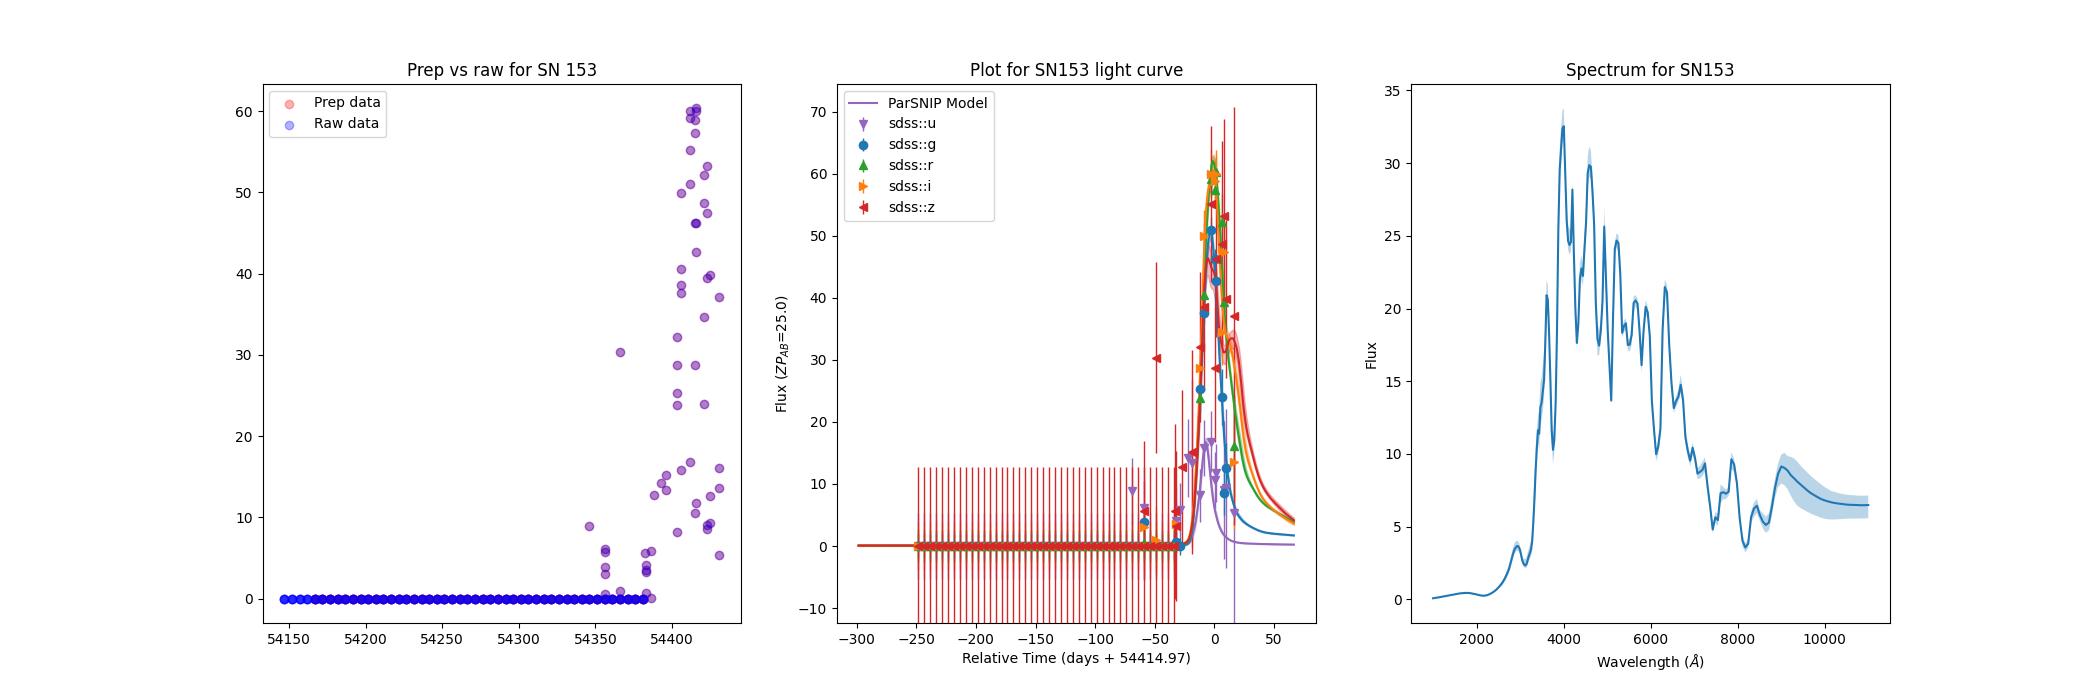 Prep vs raw for SN 153
Prep data
Raw data
60
50
40
30
20
10
0
54150
54200
54250
54300
54350
54400
Plot for SN153 light curve
ParSNIP Model
sdss::u
sdss::g
sdss::r
sdss::i
sdss::z
70
60
50
40
30
20
10
0
−10
Flux (ZP_AB=25.0)
−300
−250
−200
−150
−100
−50
0
50
Relative Time (days + 54414.97)
Spectrum for SN153
35
30
25
20
15
10
5
0
Flux
2000
4000
6000
8000
10000
Wavelength (Å)